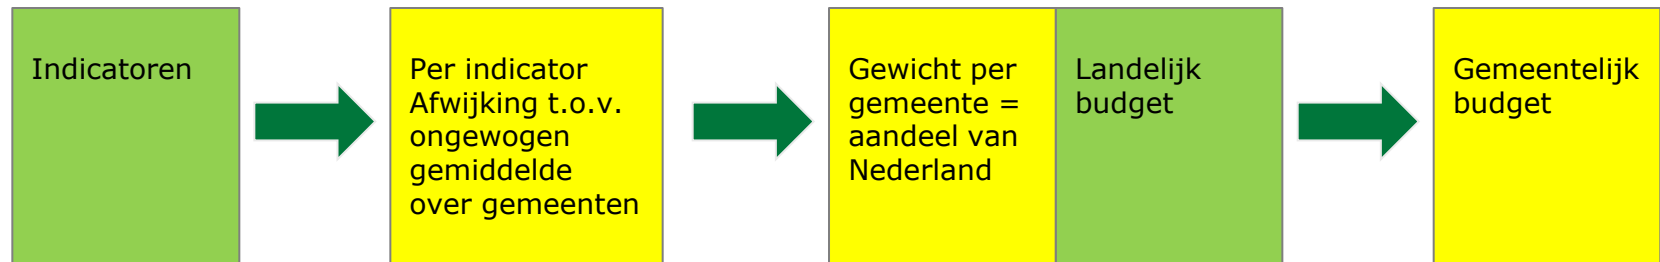 Indicatoren
Per indicator
Afwijking t.o.v.
ongewogen
gemiddelde
over gemeenten
Gewicht per
gemeente =
aandeel van
Nederland
Landelijk
budget
Gemeentelijk
budget